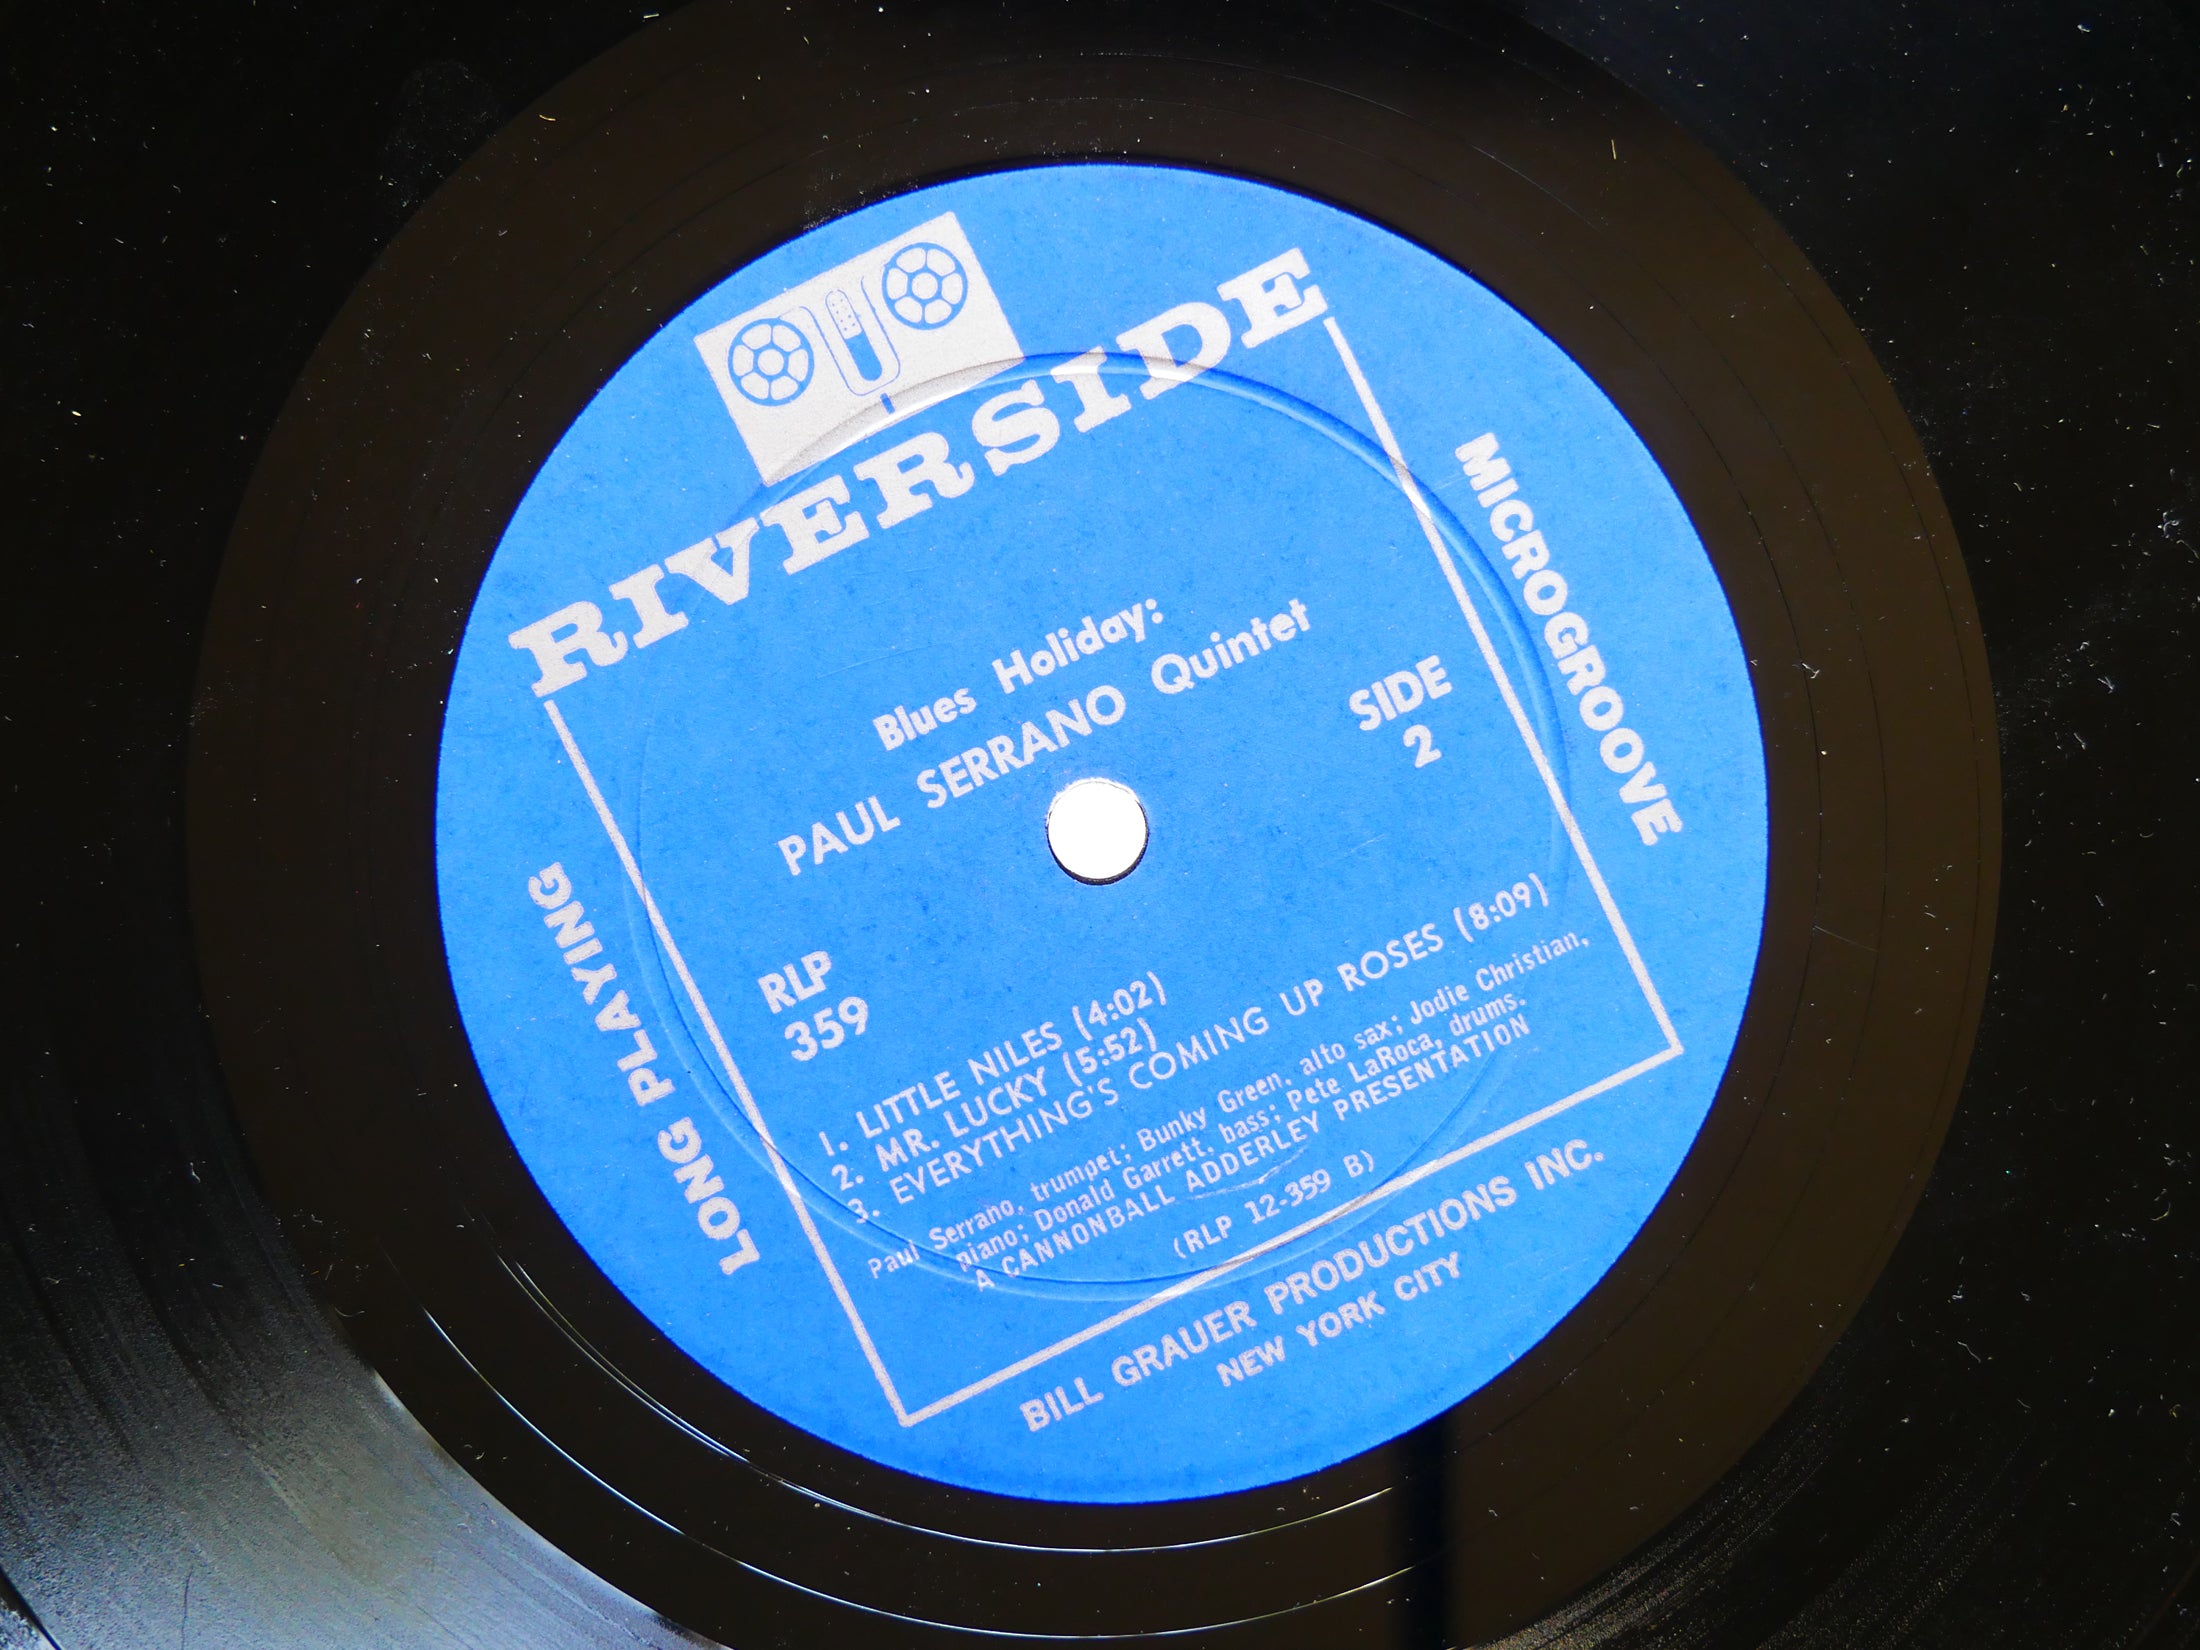 RIVERSIDE
MICROGROOVE
LONG PLAYING
Blues Holiday:
PAUL SERRANO Quintet
SIDE
2
RLP
359
1. LITTLE NILES (4:02)
2. MR. LUCKY (5:52)
3. EVERYTHING'S COMING UP ROSES (8:09)
Paul Serrano, trumpet; Bunky Green, alto sax; Jodie Christian,
piano; Donald Garrett, bass; Pete LaRoca, drums.
A CANNONBALL ADDERLEY PRESENTATION
(RLP 12-359 B)
BILL GRAUER PRODUCTIONS INC.
NEW YORK CITY